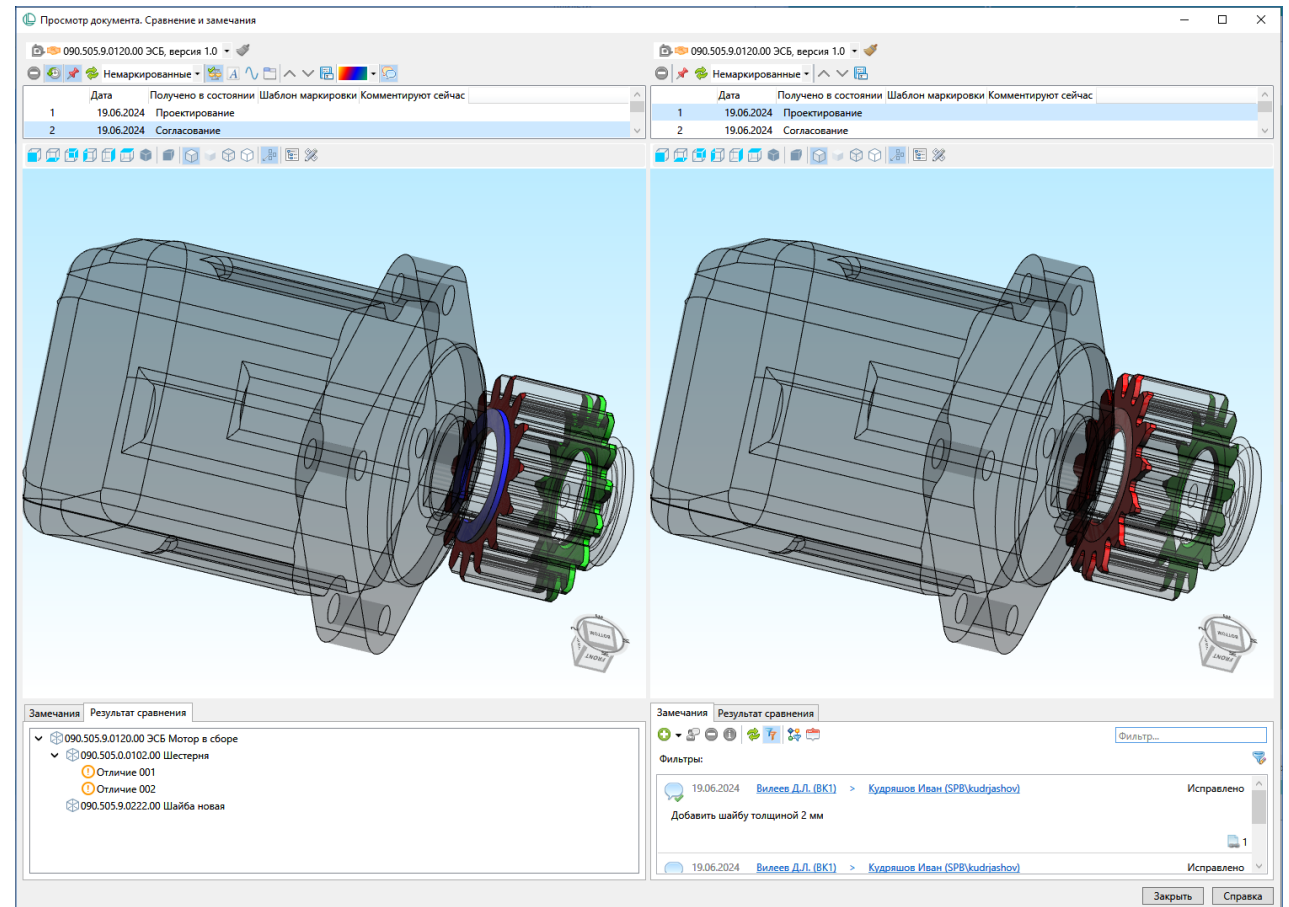 Просмотр документа. Сравнение и замечания
090.505.9.0120.00 ЭСБ, версия 1.0
Немаркированные
A
Дата Получено в состоянии Шаблон маркировки Комментируют сейчас
1 19.06.2024 Проектирование
2 19.06.2024 Согласование
BOTTOM
FRONT
Замечания Результат сравнения
090.505.9.0120.00 ЭСБ Мотор в сборе
090.505.0.0102.00 Шестерня
Отличие 001
Отличие 002
090.505.9.0222.00 Шайба новая
090.505.9.0120.00 ЭСБ, версия 1.0
Немаркированные
Дата Получено в состоянии Шаблон маркировки Комментируют сейчас
1 19.06.2024 Проектирование
2 19.06.2024 Согласование
BOTTOM
FRONT
Замечания Результат сравнения
Фильтр...
Фильтры:
19.06.2024 Вилеев Д.Л. (ВК1) > Кудряшов Иван (SPB\kudrjashov) Исправлено
Добавить шайбу толщиной 2 мм
1
19.06.2024 Вилеев Д.Л. (ВК1) > Кудряшов Иван (SPB\kudrjashov) Исправлено
Закрыть Справка